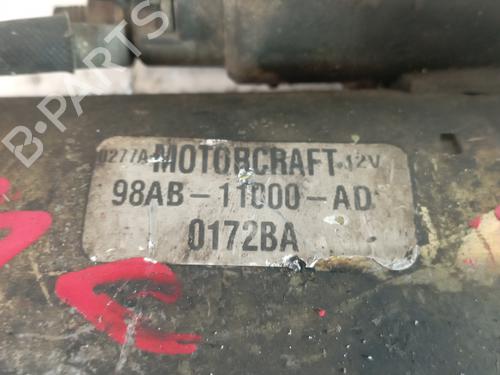 B-PARTS
0277A MOTORCRAFT 12V
98AB-11000-AD
0172BA